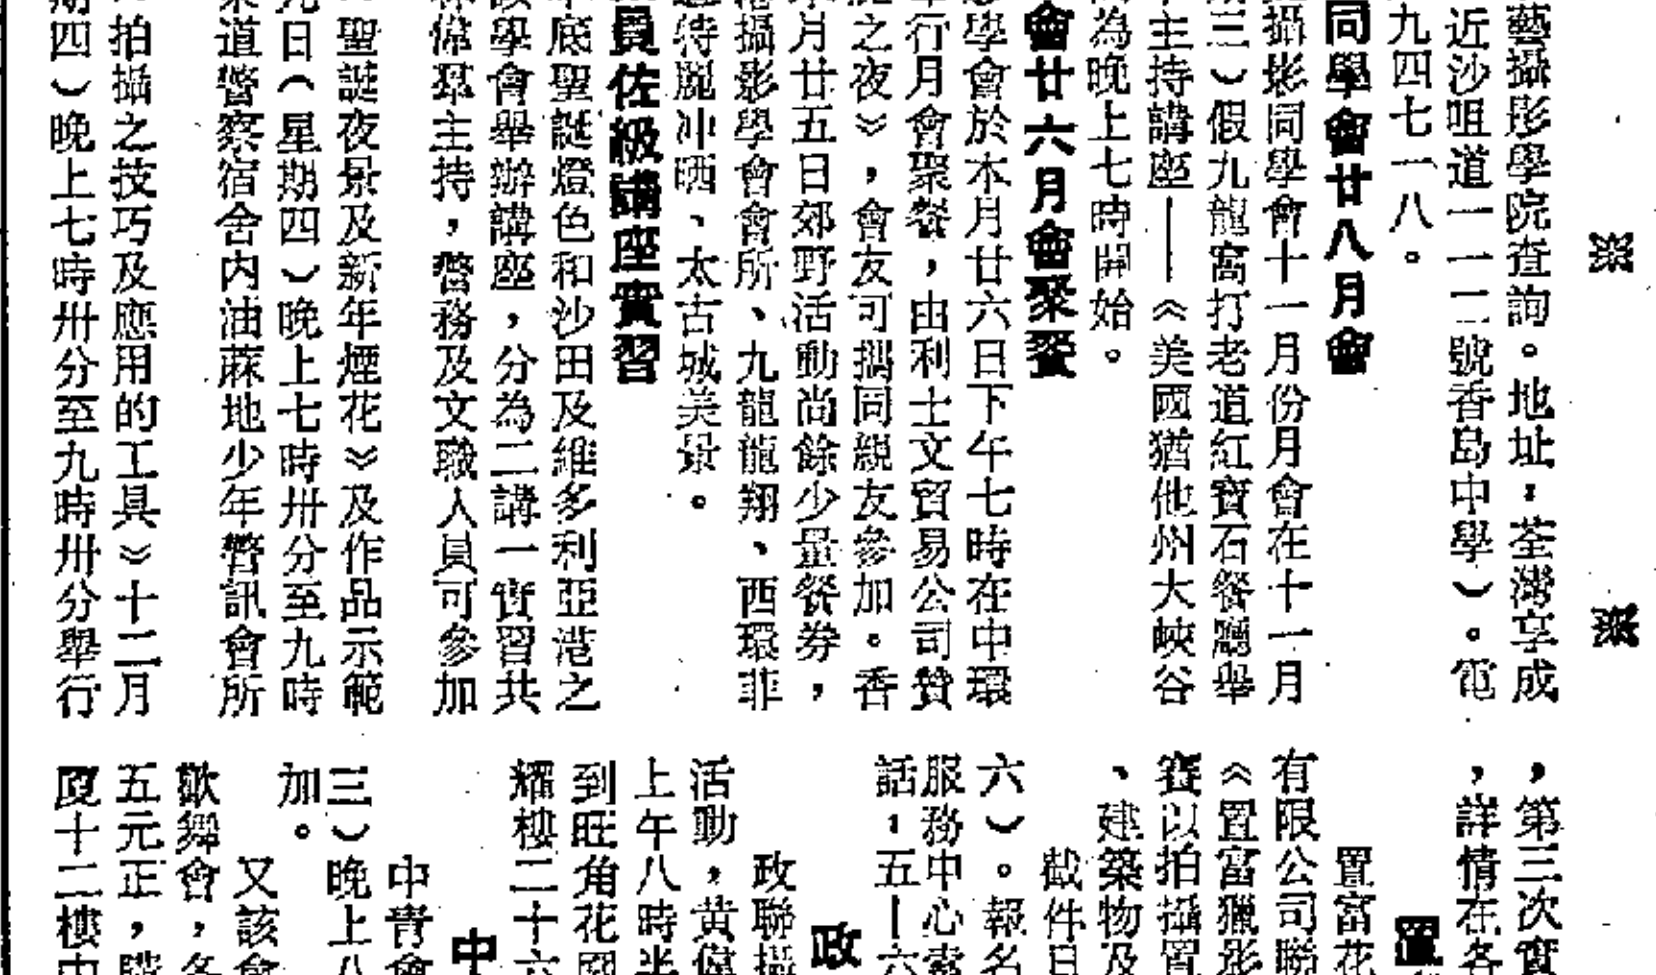 藝攝影學院查詢。地址：荃灣享成
近沙咀道一一二號香島中學）。電
九四七一八。
同學會廿八月會
攝影同學會十一月份月會在十一月
三）假九龍窩打老道紅寶石餐廳舉
主持講座——《美國猶他州大峽谷
為晚上七時開始。
會廿六月會聚餐
學會於本月廿六日下午七時在中環
行月會聚餐，由利士文貿易公司贊
之夜》，會友可攜同親友參加。香
月廿五日郊野活動尚餘少量餐券，
攝影學會會所、九龍龍翔、西環菲
特麗冲晒、太古城美景。
員佐級講座實習
底聖誕燈色和沙田及維多利亞港之
學會舉辦講座，分為二講一實習共
偉羣主持，警務及文職人員可參加
聖誕夜景及新年煙花》及作品示範
日（星期四）晚上七時卅分至九時
道警察宿舍內油蔴地少年警訊會所
拍攝之技巧及應用的工具》十二月
期四）晚上七時卅分至九時卅分舉行
，第三次實
，詳情在各
置
置富花
有限公司聯
《置富獵影
賽以拍攝置
、建築物及
截件日
六）。報名
服務中心索
話：五—六
政
政聯攝
活動，黃偉
上午八時半
到旺角花園
耀樓二十六
中
中青會
三）晚上八
加。
又該會
歡舞會，各
五元正，
廈十二樓中